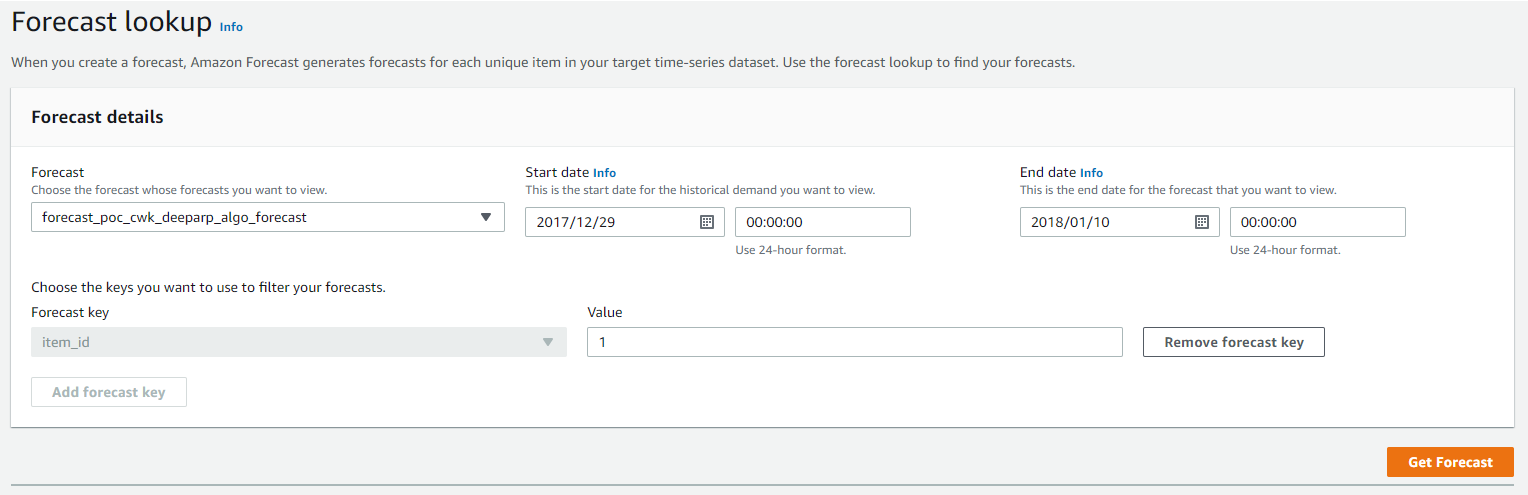 Forecast lookup Info
When you create a forecast, Amazon Forecast generates forecasts for each unique item in your target time-series dataset. Use the forecast lookup to find your forecasts.
Forecast details
Forecast
Choose the forecast whose forecasts you want to view.
forecast_poc_cwk_deeparp_algo_forecast
Start date Info
This is the start date for the historical demand you want to view.
2017/12/29
00:00:00
Use 24-hour format.
End date Info
This is the end date for the forecast that you want to view.
2018/01/10
00:00:00
Use 24-hour format.
Choose the keys you want to use to filter your forecasts.
Forecast key
item_id
Value
1
Remove forecast key
Add forecast key
Get Forecast